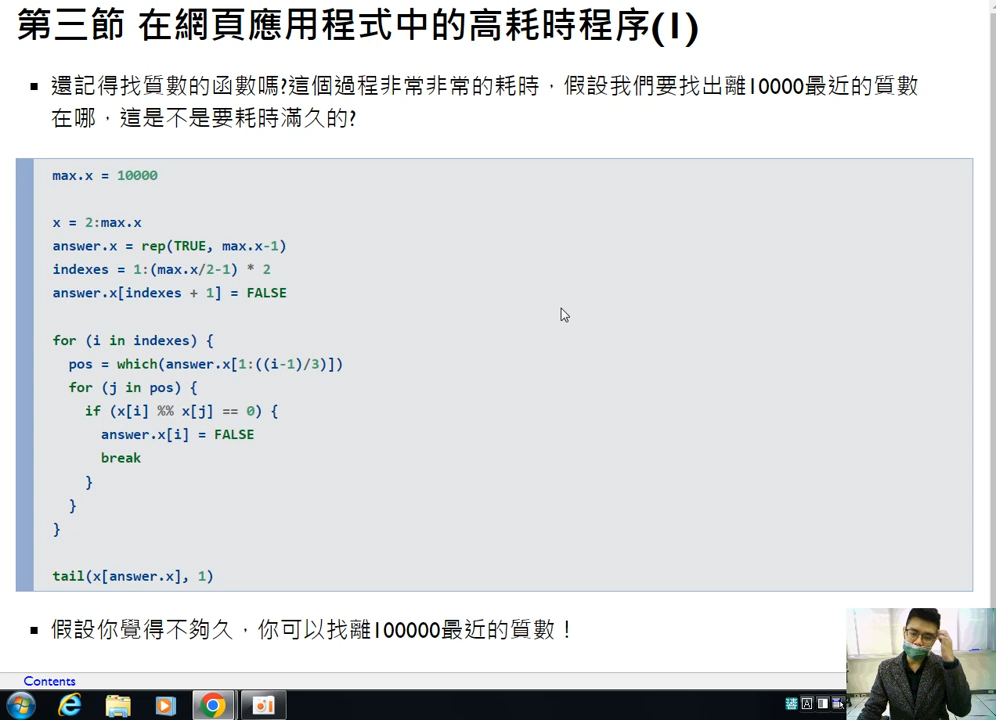 第三節 在網頁應用程式中的高耗時程序(1)
▪ 還記得找質數的函數嗎?這個過程非常非常的耗時，假設我們要找出離10000最近的質數
在哪，這是不是要耗時滿久的?
max.x = 10000
x = 2:max.x
answer.x = rep(TRUE, max.x-1)
indexes = 1:(max.x/2-1) * 2
answer.x[indexes + 1] = FALSE
for (i in indexes) {
pos = which(answer.x[1:((i-1)/3)])
for (j in pos) {
if (x[i] %% x[j] == 0) {
answer.x[i] = FALSE
break
}
}
}
tail(x[answer.x], 1)
▪ 假設你覺得不夠久，你可以找離100000最近的質數！
Contents